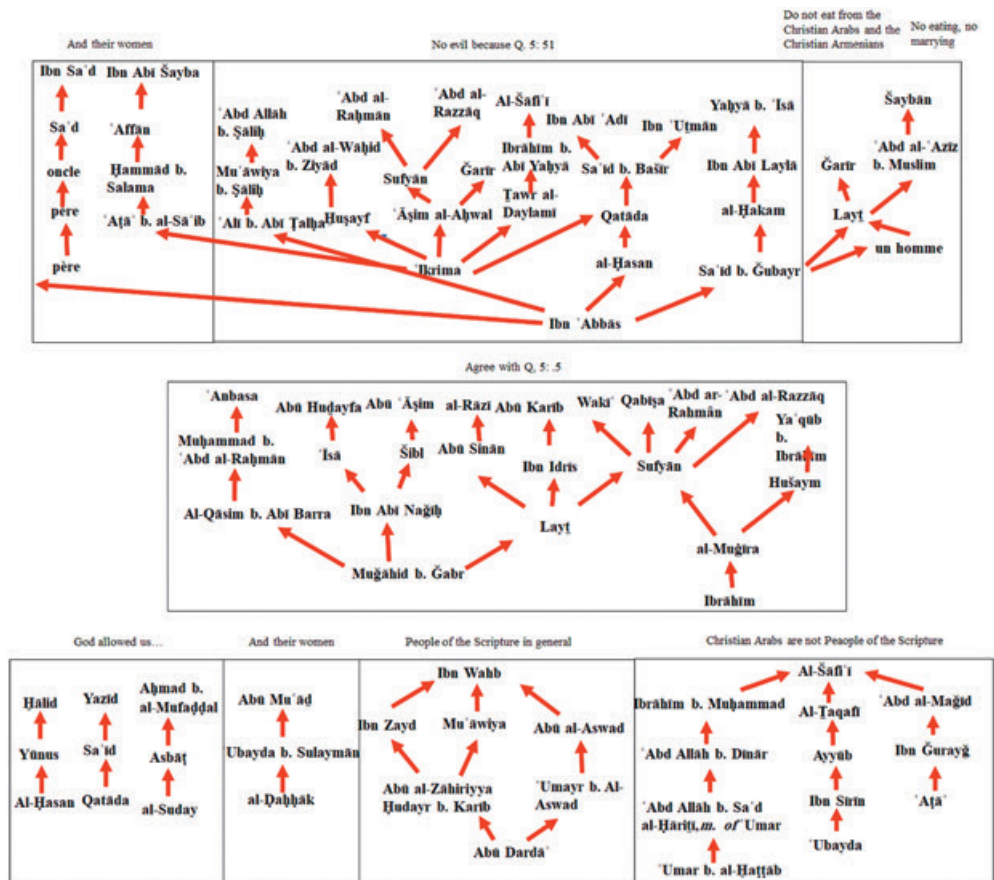 Do not eat from the
Christian Arabs and the
Christian Armenians
No eating, no
marrying
And their women
No evil because Q. 5: 51
Ibn Saʿd
Ibn Abī Šayba
Saʿd
ʿAffān
oncle
Ḥammād b.
Salama
père
ʿAṭāʾ b. al-Sāʾib
père
ʿAbd Allāh
b. Ṣāliḥ
Muʿāwiya
b. Ṣāliḥ
ʿAlī b. Abī Ṭalḥa
ʿAbd al-Wāḥid
b. Ziyād
Ḫuṣayf
ʿAbd al-
Raḥmān
ʿAbd al-
Razzāq
Sufyān
Ǧarīr
ʿĀṣim al-Aḥwal
Al-Šāfiʿī
Ibrāhīm b.
Abī Yaḥyā
Ṯawr al-
Daylamī
Ibn Abī ʿAdī
Ibn ʿUṯmān
Saʿīd b. Bašīr
Qatāda
al-Ḥasan
Yaḥyā b. ʿIsā
Ibn Abī Laylā
al-Ḥakam
Saʿīd b. Ǧubayr
ʿIkrima
Ibn ʿAbbās
Šaybān
ʿAbd al-ʿAzīz
b. Muslim
Ǧarīr
Layṯ
un homme
Agree with Q, 5: .5
ʿAnbasa
Muḥammad b.
ʿAbd al-Raḥmān
Al-Qāsim b. Abī Barra
Abū Huḏayfa
ʿIsā
Abū ʿĀṣim
Šibl
Ibn Abī Naǧīḥ
al-Rāzī
Abū Sinān
Abū Karīb
Ibn Idrīs
Layṯ
Muǧāhid b. Ǧabr
Wakīʿ
Qabīṣa
ʿAbd ar-
Raḥmân
ʿAbd al-Razzāq
Sufyān
Yaʿqūb
b.
Ibrāhīm
Hušaym
al-Muġīra
Ibrāhīm
God allowed us...
And their women
People of the Scripture in general
Christian Arabs are not Peaople of the Scripture
Ḫālid
Yūnus
Al-Ḥasan
Yazīd
Saʿīd
Qatāda
Aḥmad b.
al-Mufaḍḍal
Asbāṭ
al-Suday
Abū Muʿāḏ
Ubayda b. Sulaymān
al-Ḍaḥḥāk
Ibn Wahb
Ibn Zayd
Muʿāwiya
Abū al-Aswad
Abū al-Zāhiriyya
Ḥudayr b. Karīb
ʿUmayr b. Al-
Aswad
Abū Dardāʾ
Al-Šāfiʿī
Ibrāhīm b. Muḥammad
Al-Ṯaqafī
ʿAbd al-Maǧīd
ʿAbd Allāh b. Dīnār
Ayyūb
Ibn Ǧurayǧ
ʿAbd Allāh b. Saʿd
al-Ḥāriṯī, m. of ʿUmar
Ibn Sīrīn
ʿAṭāʾ
ʿUbayda
ʿUmar b. al-Ḫaṭṭāb